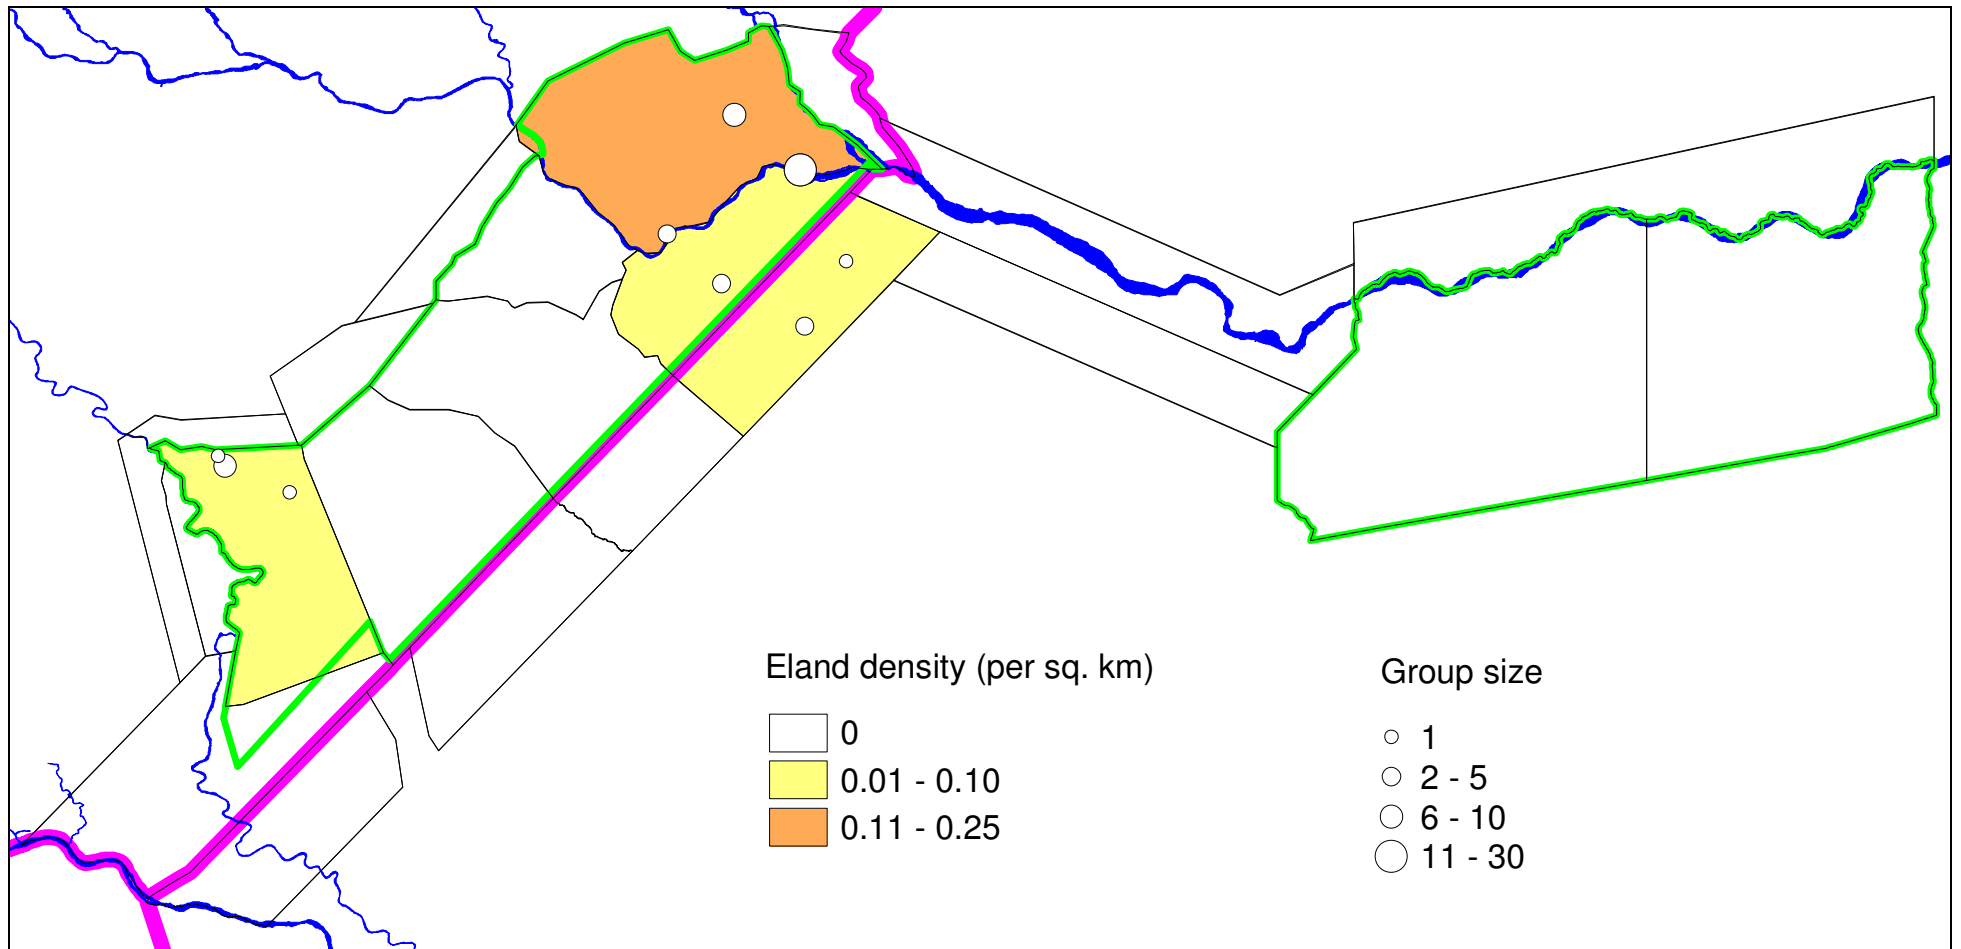 Eland density (per sq. km)
0
0.01 - 0.10
0.11 - 0.25
Group size
1
2 - 5
6 - 10
11 - 30